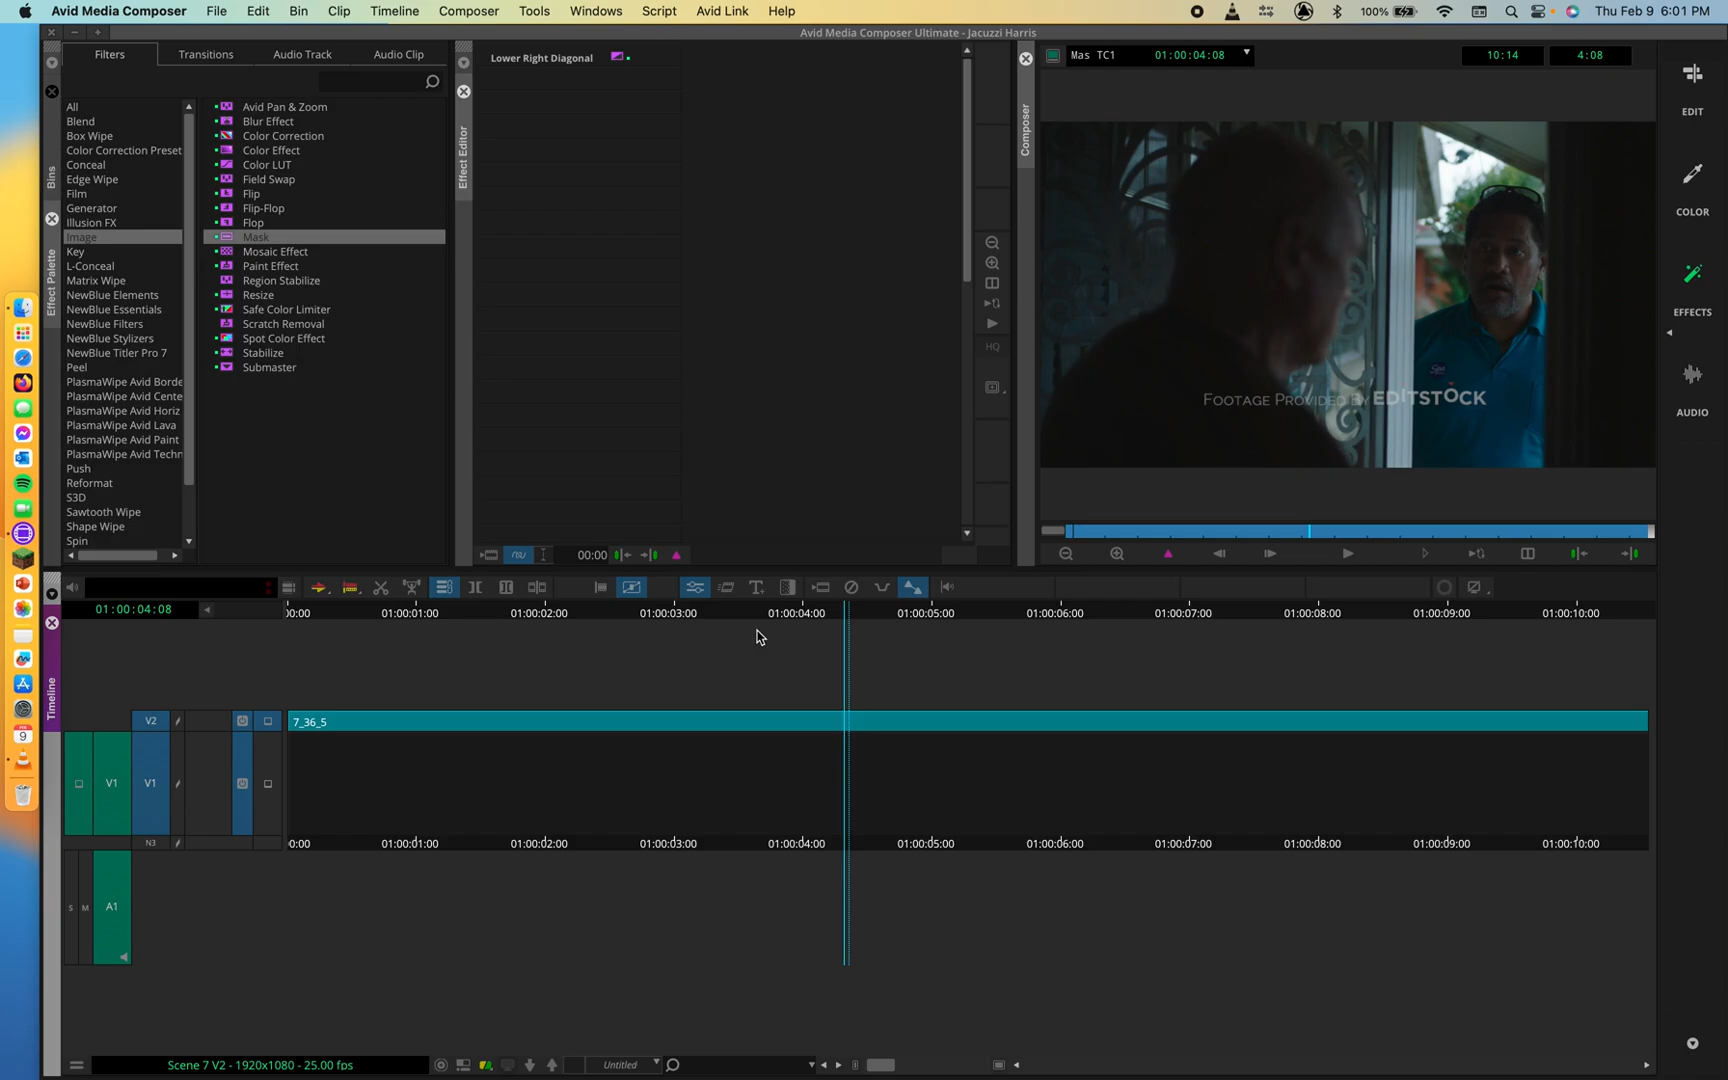 Avid Media Composer File Edit Bin Clip Timeline Composer Tools Windows Script Avid Link Help 100% Thu Feb 9 6:01 PM
Avid Media Composer Ultimate - Jacuzzi Harris
Filters Transitions Audio Track Audio Clip
Bins
Effect Palette
All
Blend
Box Wipe
Color Correction Preset
Conceal
Edge Wipe
Film
Generator
Illusion FX
Image
Key
L-Conceal
Matrix Wipe
NewBlue Elements
NewBlue Essentials
NewBlue Filters
NewBlue Stylizers
NewBlue Titler Pro 7
Peel
PlasmaWipe Avid Borde
PlasmaWipe Avid Cente
PlasmaWipe Avid Horiz
PlasmaWipe Avid Lava
PlasmaWipe Avid Paint
PlasmaWipe Avid Techn
Push
Reformat
S3D
Sawtooth Wipe
Shape Wipe
Spin
Avid Pan & Zoom
Blur Effect
Color Correction
Color Effect
Color LUT
Field Swap
Flip
Flip-Flop
Flop
Mask
Mosaic Effect
Paint Effect
Region Stabilize
Resize
Safe Color Limiter
Scratch Removal
Spot Color Effect
Stabilize
Submaster
Effect Editor
Lower Right Diagonal
HQ
00:00
Composer
Mas TC1 01:00:04:08 10:14 4:08
FOOTAGE PROVIDED BY EDITSTOCK
EDIT
COLOR
EFFECTS
AUDIO
Timeline
01:00:04:08
0:00 01:00:01:00 01:00:02:00 01:00:03:00 01:00:04:00 01:00:05:00 01:00:06:00 01:00:07:00 01:00:08:00 01:00:09:00 01:00:10:00
V2 7_36_5
V1 V1
N3 0:00 01:00:01:00 01:00:02:00 01:00:03:00 01:00:04:00 01:00:05:00 01:00:06:00 01:00:07:00 01:00:08:00 01:00:09:00 01:00:10:00
S M A1
Scene 7 V2 - 1920x1080 - 25.00 fps Untitled
FEB
9